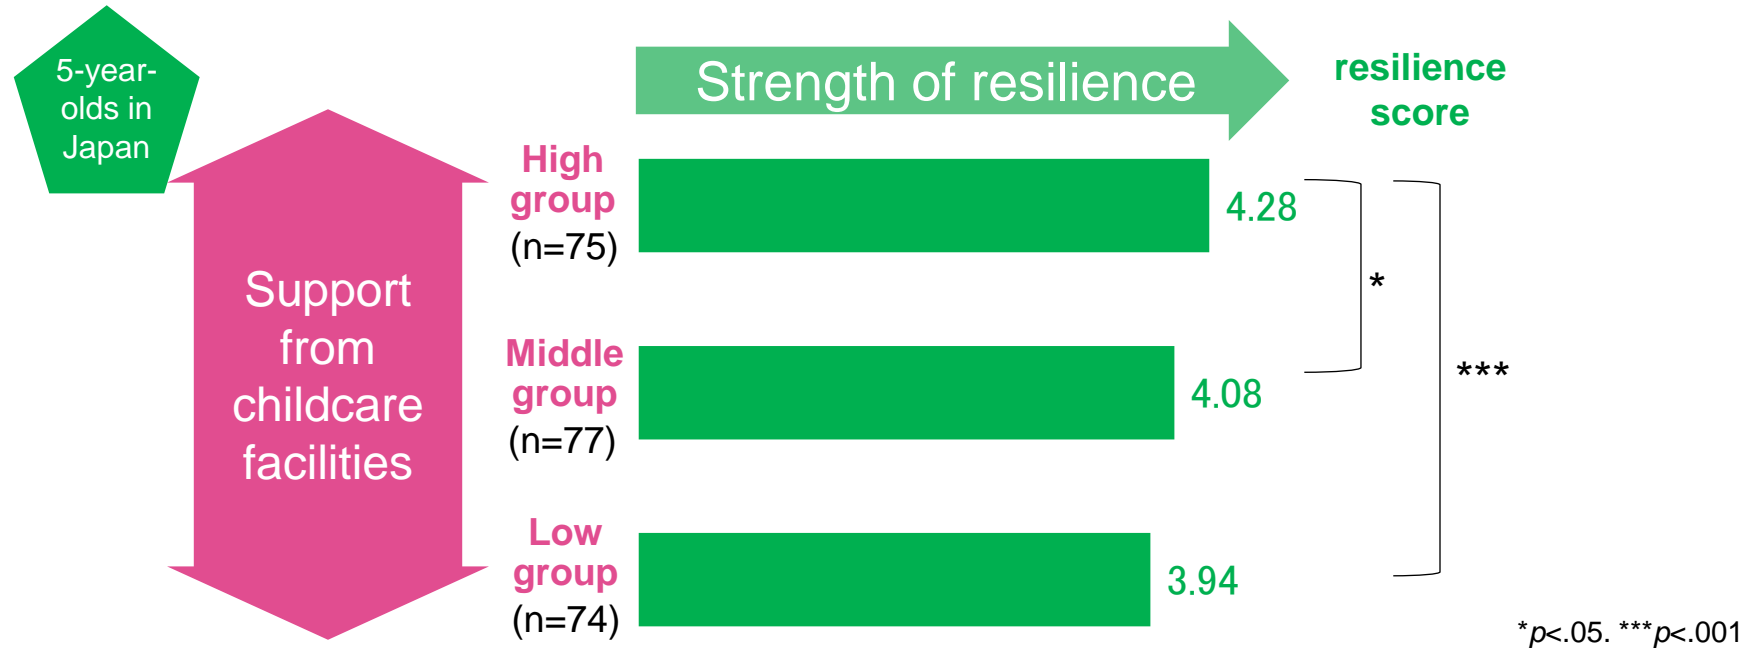 5-year-
olds in
Japan
Strength of resilience
resilience
score
Support
from
childcare
facilities
High
group
(n=75)
4.28
*
Middle
group
(n=77)
4.08
***
Low
group
(n=74)
3.94
*p<.05. ***p<.001